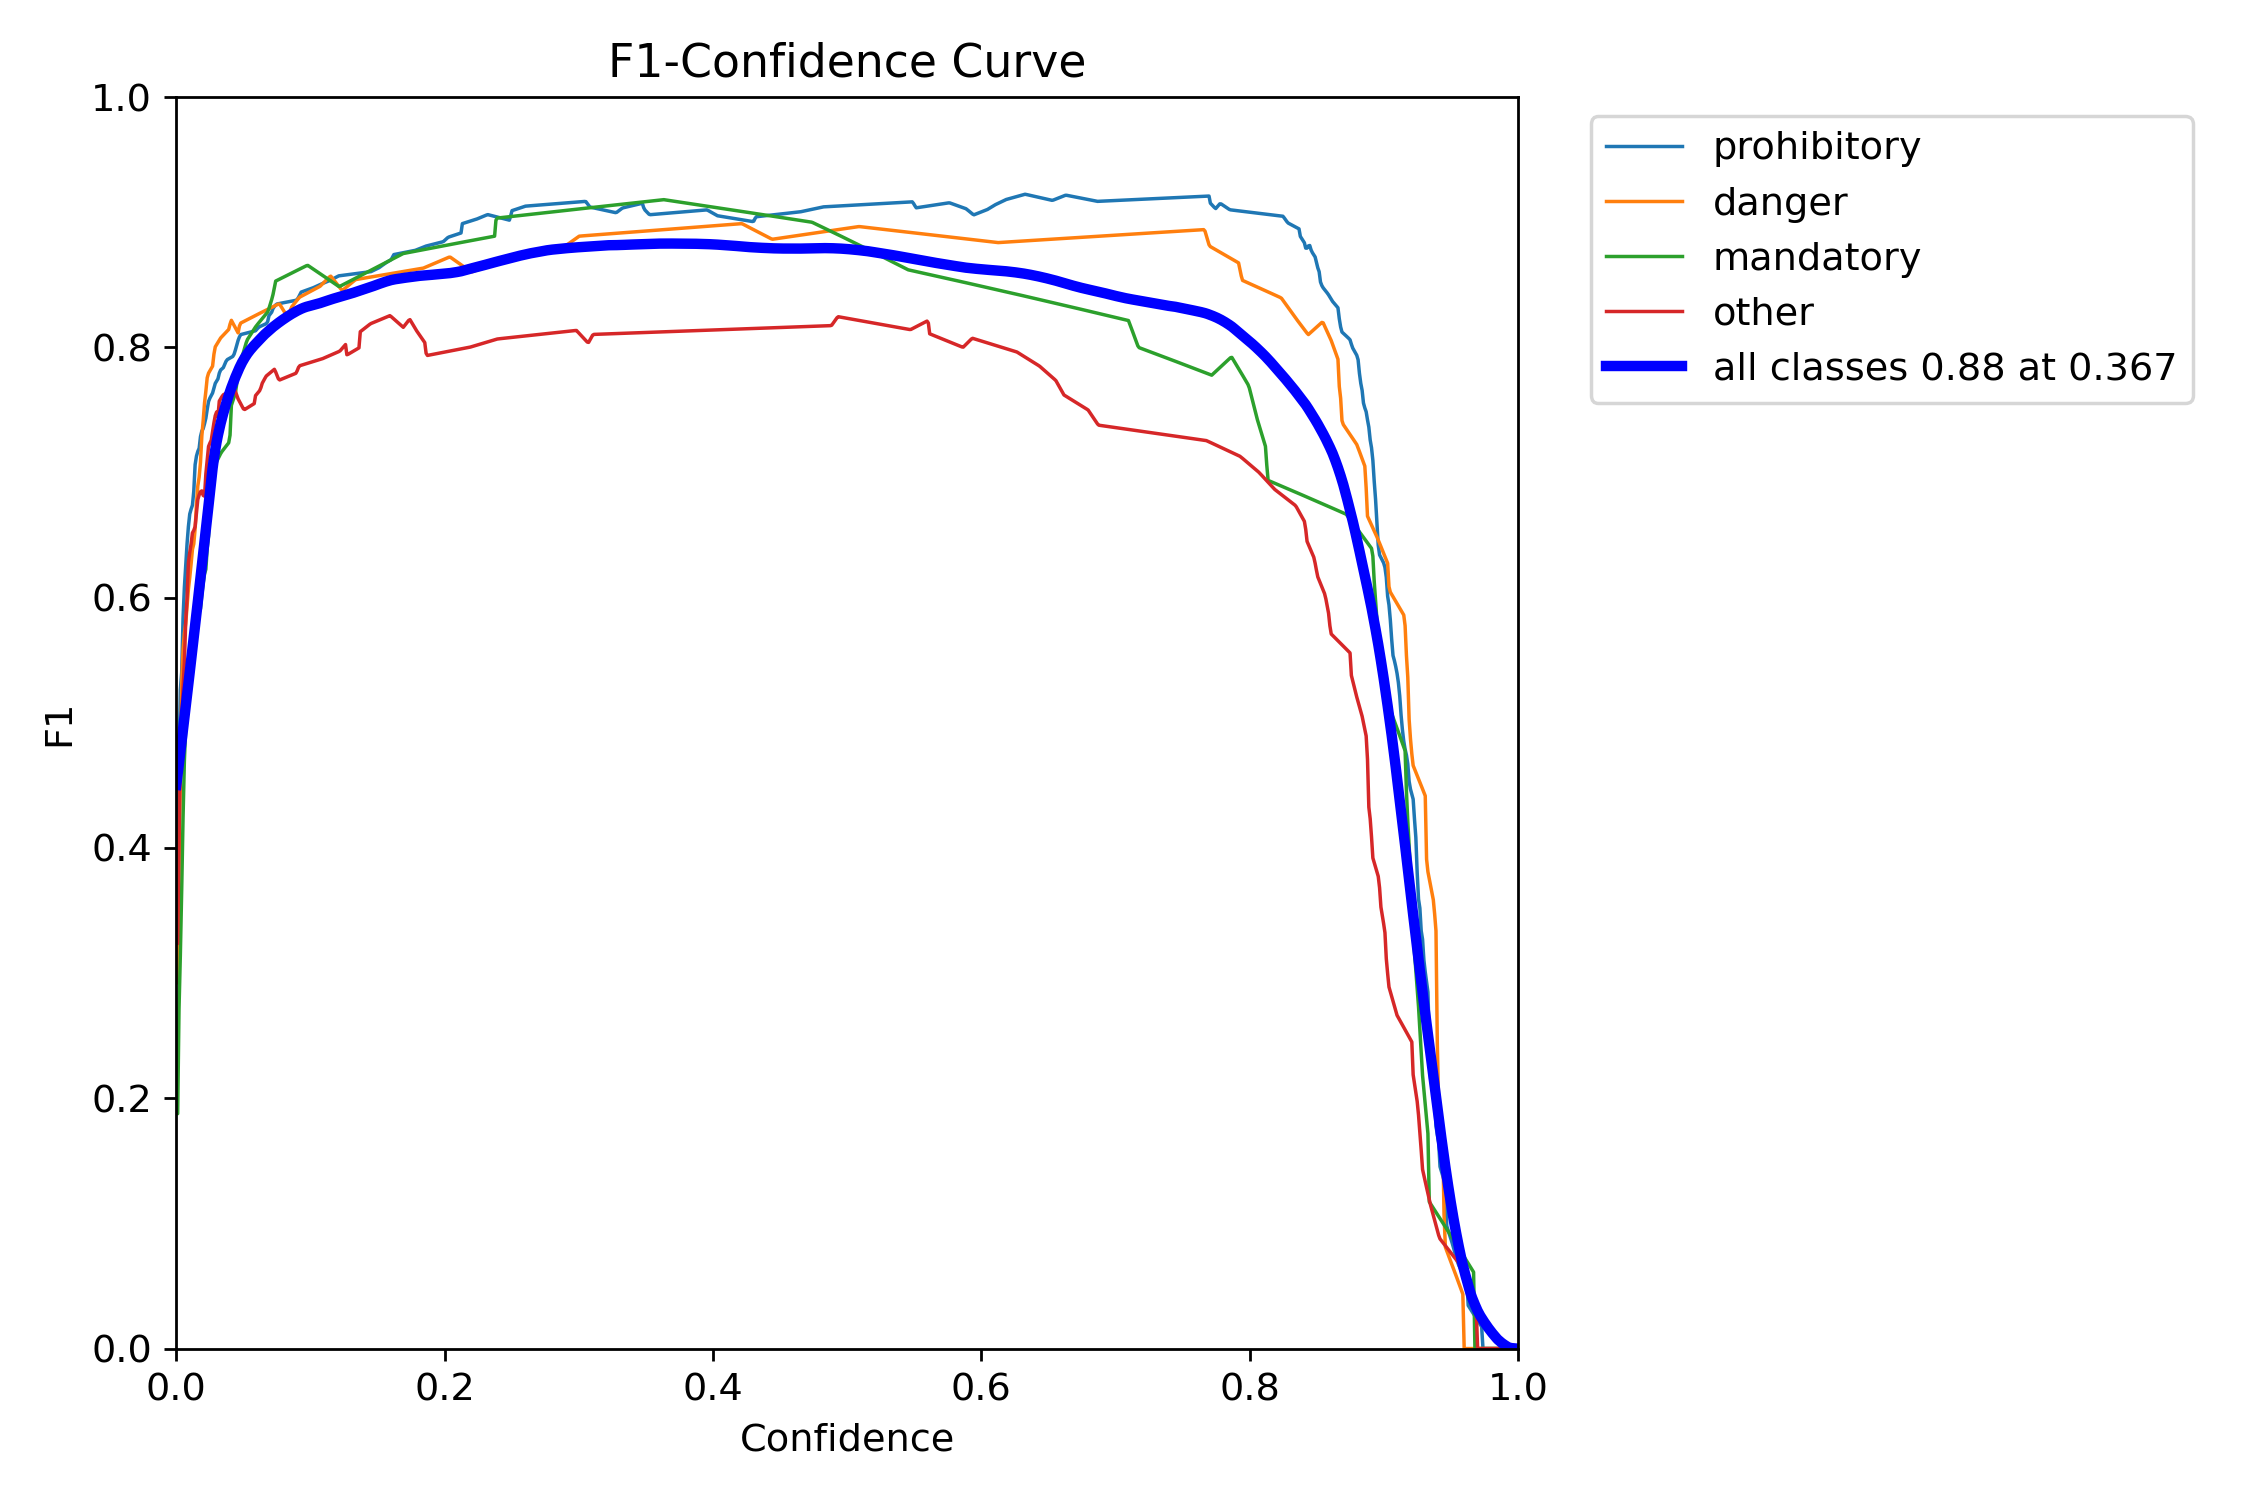 F1-Confidence Curve
1.0
0.8
0.6
0.4
0.2
0.0
F1
0.0 0.2 0.4 0.6 0.8 1.0
Confidence
prohibitory
danger
mandatory
other
all classes 0.88 at 0.367